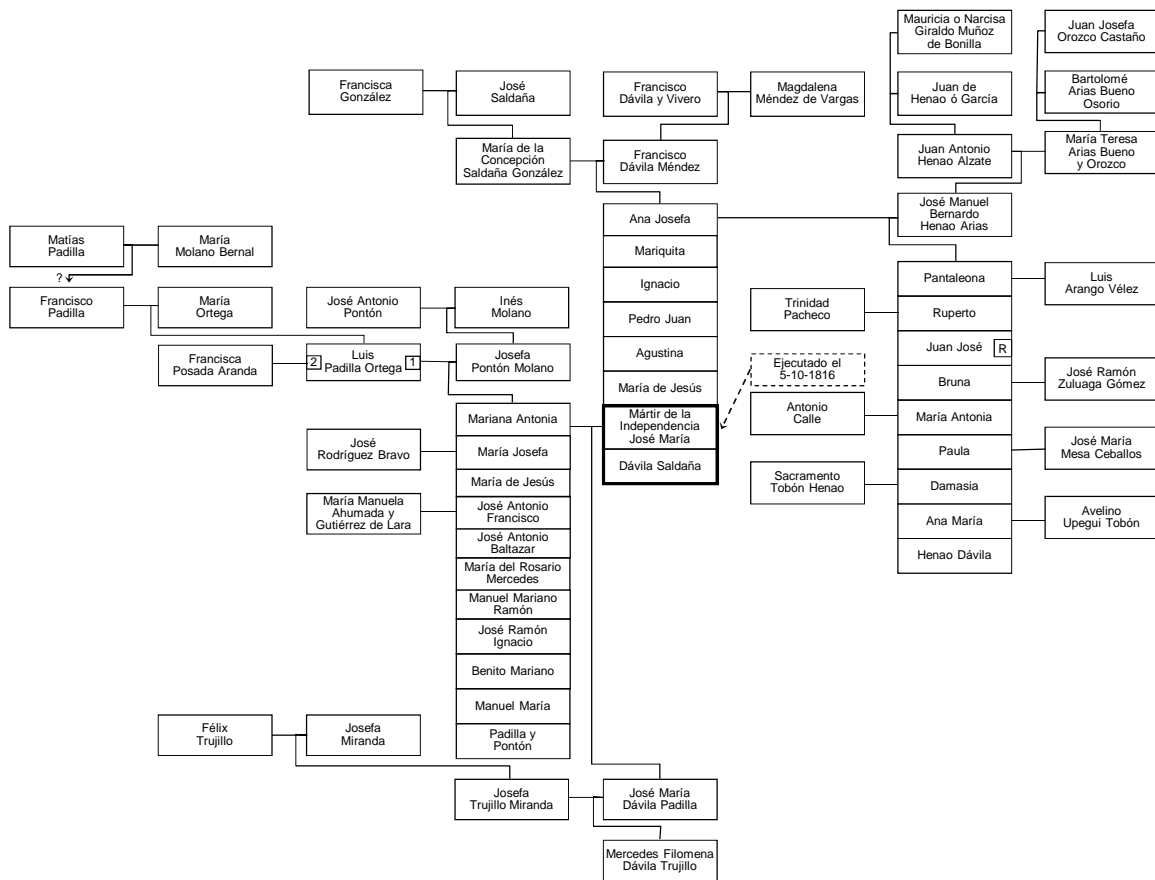 Mauricia o Narcisa
Giraldo Muñoz
de Bonilla
Juan Josefa
Orozco Castaño
Francisca
González
José
Saldaña
Francisco
Dávila y Vivero
Magdalena
Méndez de Vargas
Juan de
Henao ó García
Bartolomé
Arias Bueno
Osorio
María de la
Concepción
Saldaña González
Francisco
Dávila Méndez
Juan Antonio
Henao Alzate
María Teresa
Arias Bueno
y Orozco
Ana Josefa
José Manuel
Bernardo
Henao Arias
Matías
Padilla
María
Molano Bernal
Mariquita
?
Ignacio
Pantaleona
Luis
Arango Vélez
Francisco
Padilla
María
Ortega
José Antonio
Pontón
Inés
Molano
Pedro Juan
Trinidad
Pacheco
Ruperto
Francisca
Posada Aranda
2
Luis
Padilla Ortega
1
Josefa
Pontón Molano
Agustina
Juan José
R
María de Jesús
Ejecutado el
5-10-1816
Bruna
José Ramón
Zuluaga Gómez
Mariana Antonia
Mártir de la
Independencia
José María
Antonio
Calle
María Antonia
José
Rodríguez Bravo
María Josefa
Dávila Saldaña
Paula
José María
Mesa Ceballos
María de Jesús
Sacramento
Tobón Henao
Damasia
María Manuela
Ahumada y
Gutiérrez de Lara
José Antonio
Francisco
Ana María
Avelino
Upegui Tobón
José Antonio
Baltazar
Henao Dávila
María del Rosario
Mercedes
Manuel Mariano
Ramón
José Ramón
Ignacio
Benito Mariano
Manuel María
Félix
Trujillo
Josefa
Miranda
Padilla y
Pontón
Josefa
Trujillo Miranda
José María
Dávila Padilla
Mercedes Filomena
Dávila Trujillo